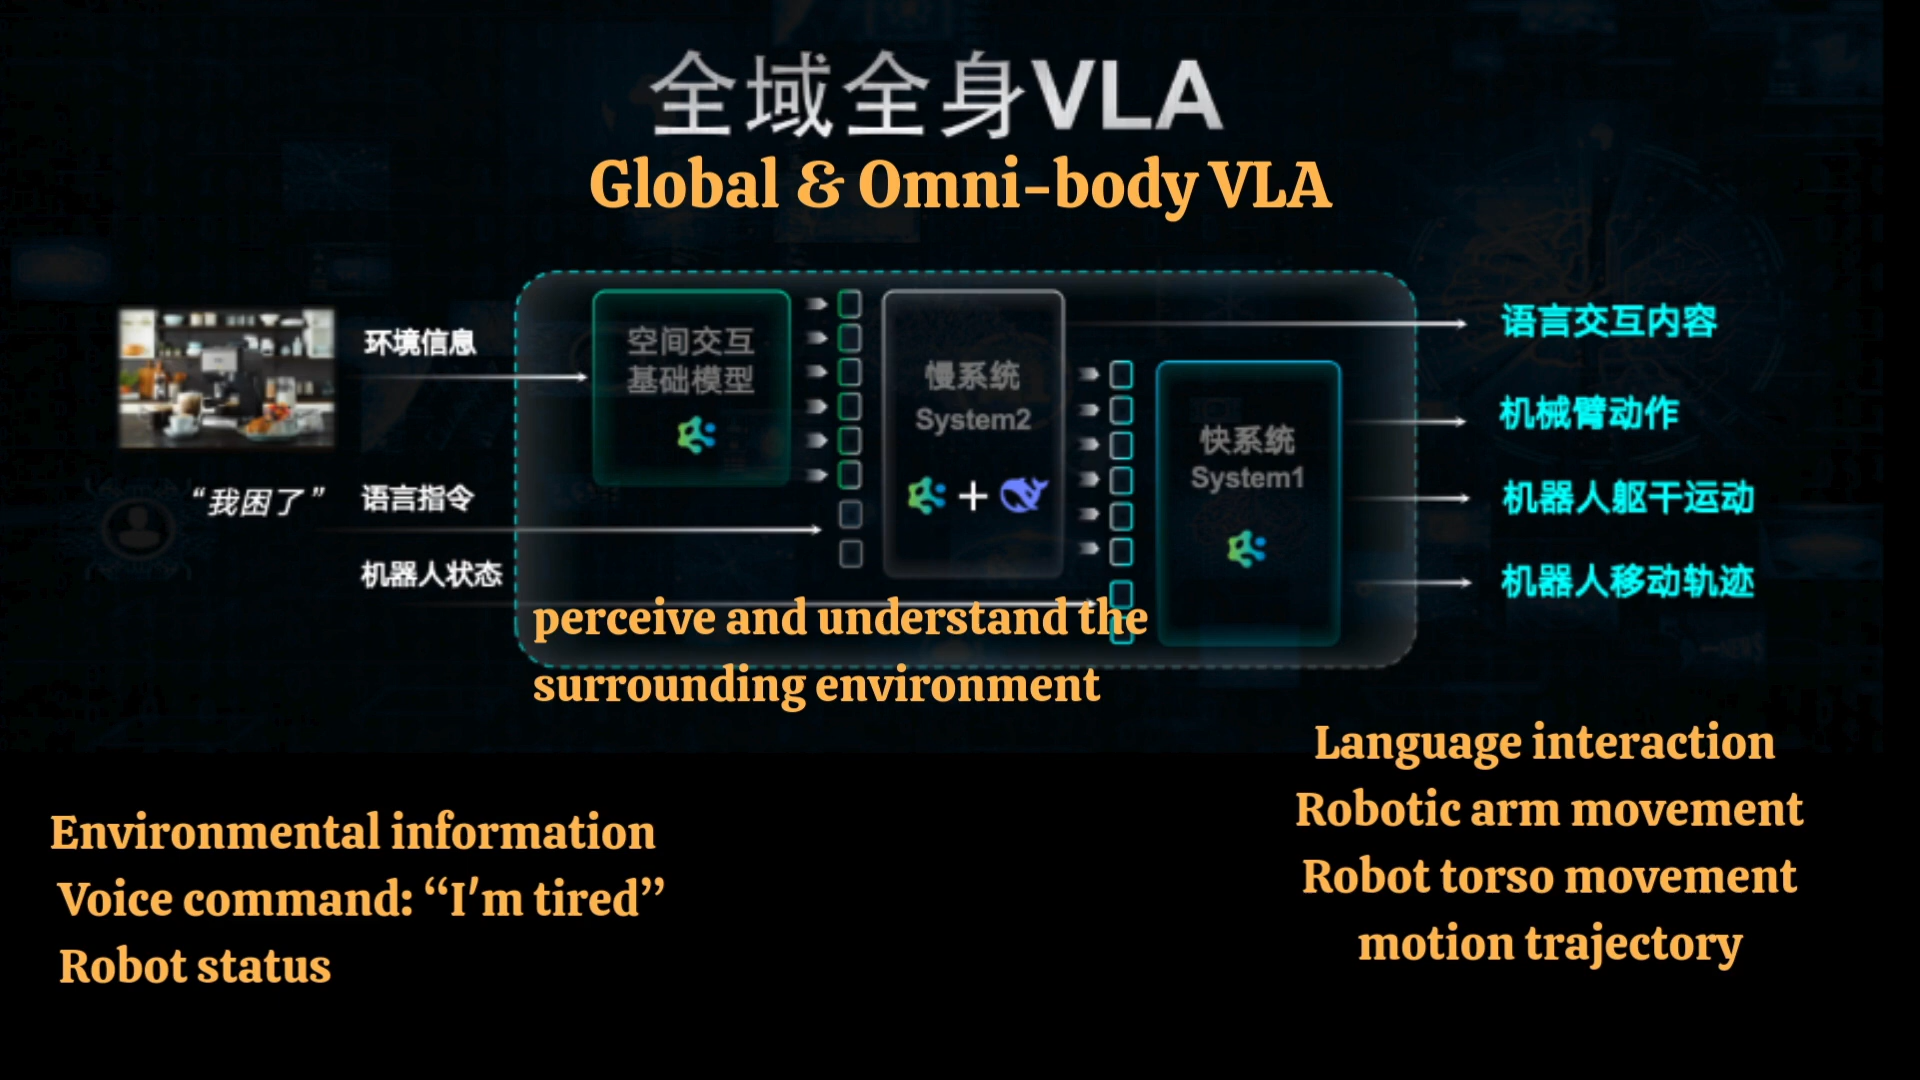 全域全身VLA
Global & Omni-body VLA
环境信息
“我困了”
语言指令
机器人状态
空间交互
基础模型
慢系统
System2
+
快系统
System1
语言交互内容
机械臂动作
机器人躯干运动
机器人移动轨迹
perceive and understand the
surrounding environment
Environmental information
Voice command: “I'm tired”
Robot status
Language interaction
Robotic arm movement
Robot torso movement
motion trajectory